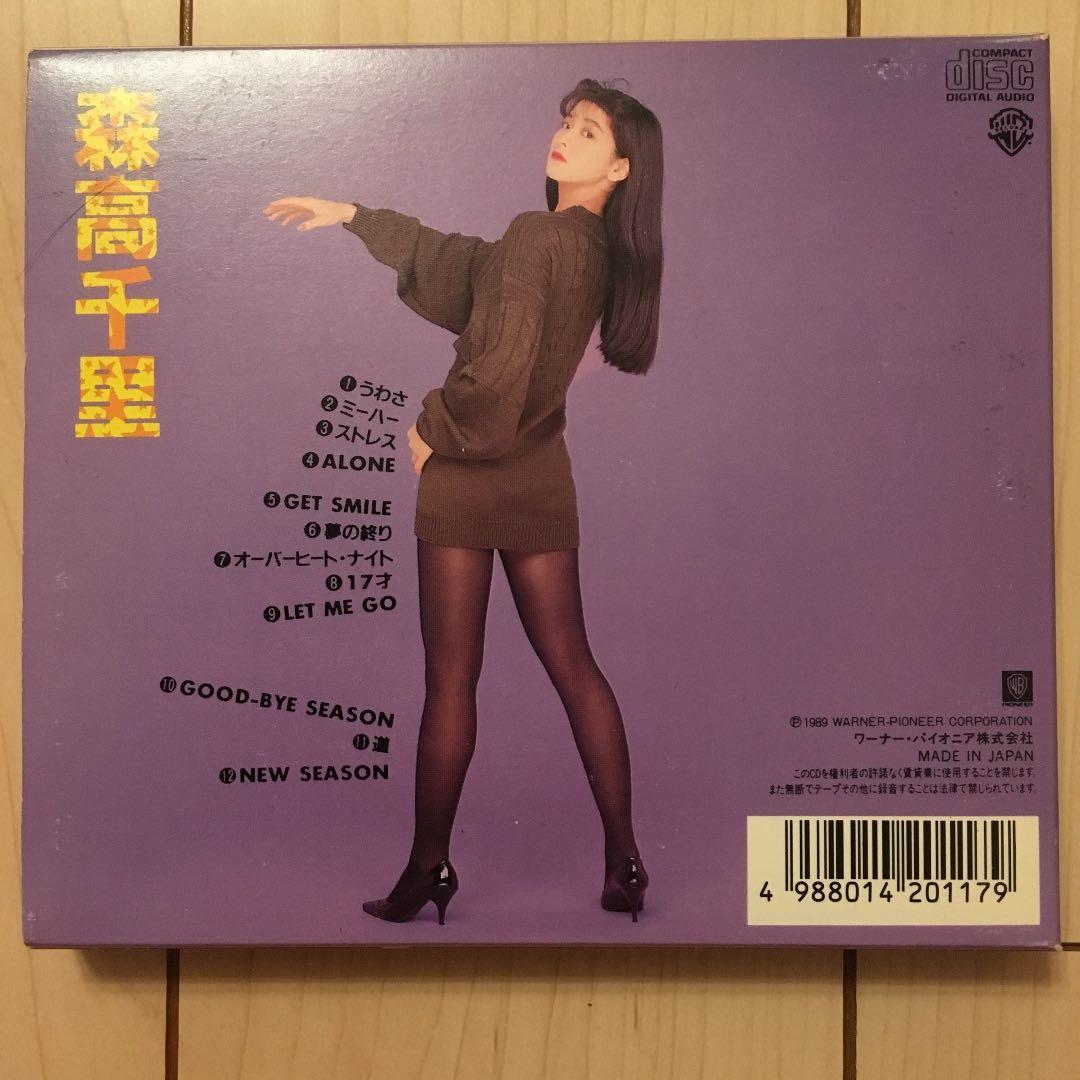 COMPACT
disc
DIGITAL AUDIO
森高千里
❶うわさ
❷ミーハー
❸ストレス
❹ALONE
❺GET SMILE
❻夢の終り
❼オーバーヒート・ナイト
❽17才
❾LET ME GO
❿GOOD-BYE SEASON
⓫道
⓬NEW SEASON
WB
PIONEER
Ⓟ1989 WARNER-PIONEER CORPORATION
ワーナー・パイオニア株式会社
MADE IN JAPAN
このCDを権利者の許諾なく賃貸業に使用することを禁じます。
また無断でテープその他に録音することは法律で禁じられています。
4 988014 201179